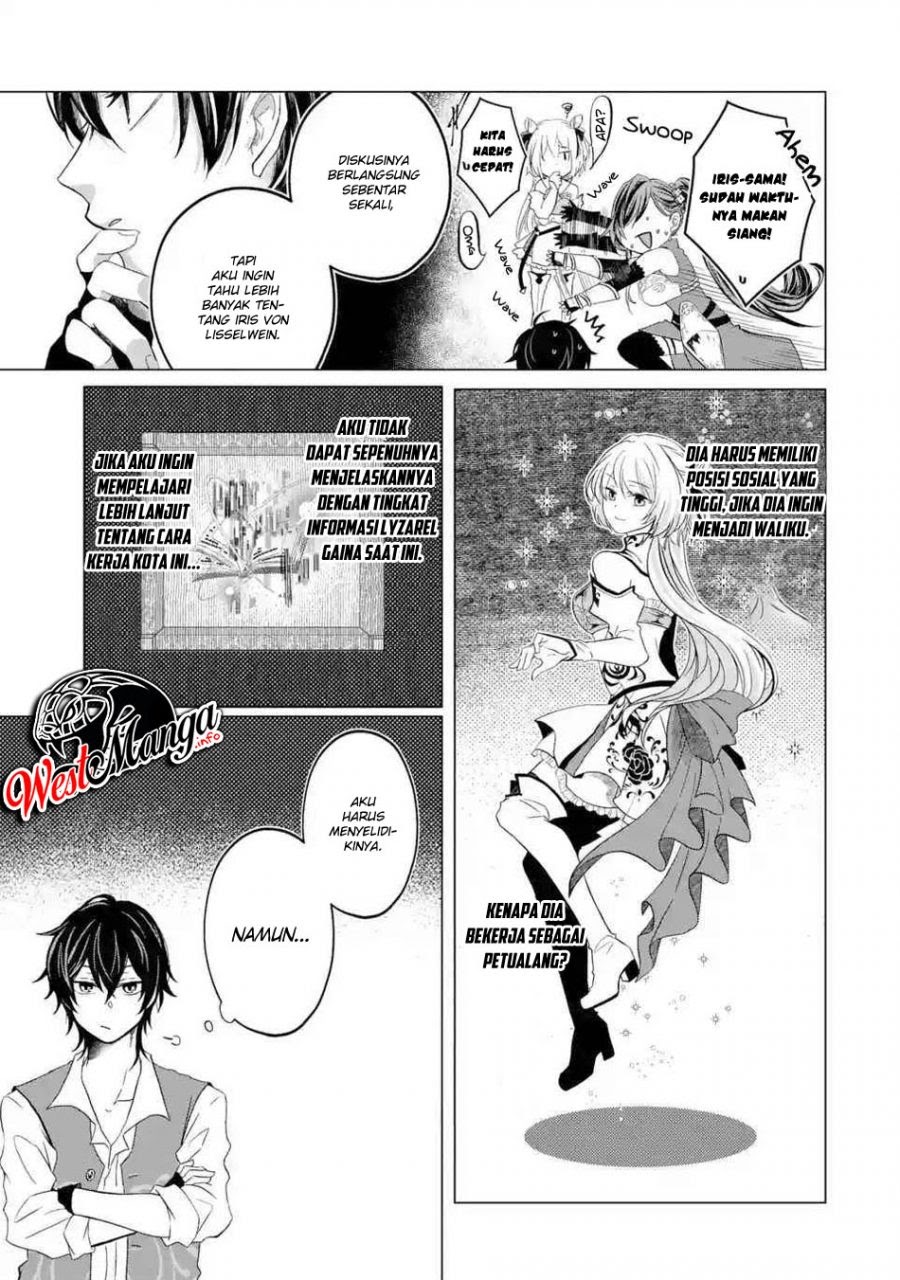 Ahem
IRIS-SAMA!
SUDAH WAKTU-
NYA MAKAN
SIANG!
SWOOP
APA?
KITA
HARUS
CEPAT!
Wave
Wave
Wave
OMG
DISKUSINYA
BERLANGSUNG
SEBENTAR
SEKALI,
TAPI
AKU INGIN
TAHU LEBIH
BANYAK TEN-
TANG IRIS VON
LISSELWEIN.
DIA HARUS MEMILIKI
POSISI SOSIAL YANG
TINGGI, JIKA DIA INGIN
MENJADI WALIKU.
KENAPA DIA
BEKERJA SEBAGAI
PETUALANG?
AKU TIDAK
DAPAT SEPENUHNYA
MENJELASKANNYA
DENGAN TINGKAT
INFORMASI LYZAREL
GAINA SAAT INI.
JIKA AKU INGIN
MEMPELAJARI
LEBIH LANJUT
TENTANG CARA
KERJA KOTA INI...
WestManga
.info
AKU
HARUS
MENYELIDI-
KINYA.
NAMUN...